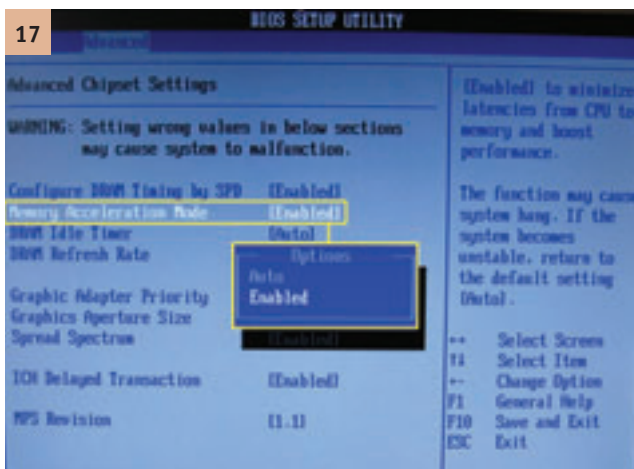 17
BIOS SETUP UTILITY
Advanced
Advanced Chipset Settings
WARNING: Setting wrong values in below sections
may cause system to malfunction.
Configure DRAM Timing by SPD [Enabled]
Memory Acceleration Mode [Enabled]
DRAM Idle Timer [Auto]
DRAM Refresh Rate
Graphic Adapter Priority
Graphics Aperture Size
Spread Spectrum [Enabled]
ICH Delayed Transaction [Enabled]
MPS Revision [1.1]
Options
Auto
Enabled
[Enabled] to minimize
latencies from CPU to
memory and boost
performance.
The function may cause
system hang. If the
system becomes
unstable, return to
the default setting
[Auto].
↔ Select Screen
↑↓ Select Item
+- Change Option
F1 General Help
F10 Save and Exit
ESC Exit